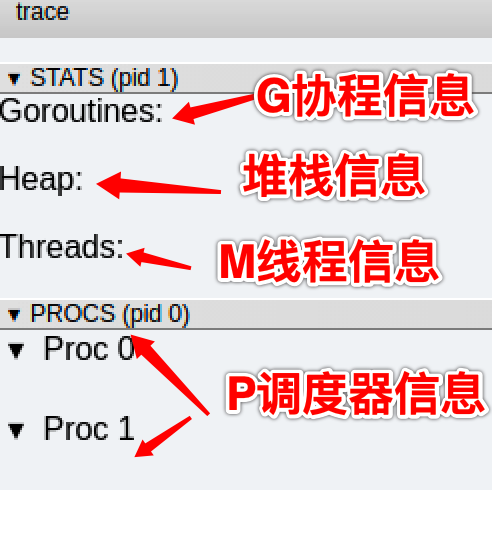 trace
▼ STATS (pid 1)
Goroutines:
G协程信息
Heap:
堆栈信息
Threads:
M线程信息
▼ PROCS (pid 0)
▼ Proc 0
P调度器信息
▼ Proc 1